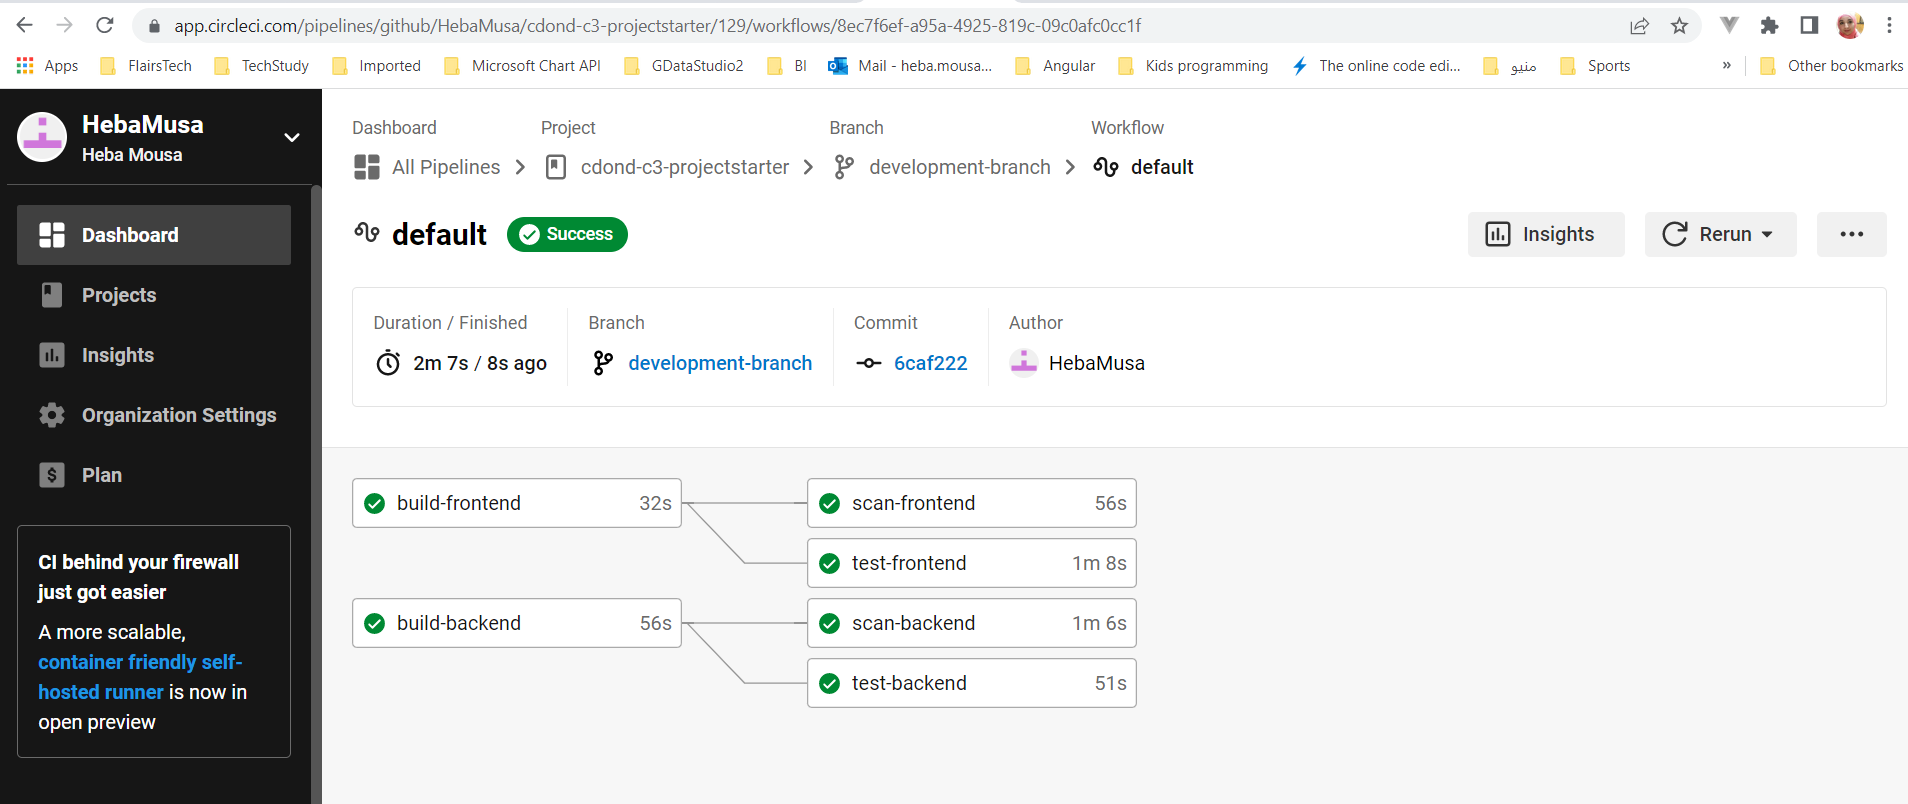 app.circleci.com/pipelines/github/HebaMusa/cdond-c3-projectstarter/129/workflows/8ec7f6ef-a95a-4925-819c-09c0afc0cc1f
Apps FlairsTech TechStudy Imported Microsoft Chart API GDataStudio2 BI Mail - heba.mousa... Angular Kids programming The online code edi... منيو Sports » Other bookmarks
HebaMusa
Heba Mousa
Dashboard
Projects
Insights
Organization Settings
Plan
CI behind your firewall
just got easier
A more scalable,
container friendly self-
hosted runner is now in
open preview
Dashboard Project Branch Workflow
All Pipelines cdond-c3-projectstarter development-branch default
default Success Insights Rerun
Duration / Finished Branch Commit Author
2m 7s / 8s ago development-branch 6caf222 HebaMusa
build-frontend 32s scan-frontend 56s
test-frontend 1m 8s
build-backend 56s scan-backend 1m 6s
test-backend 51s